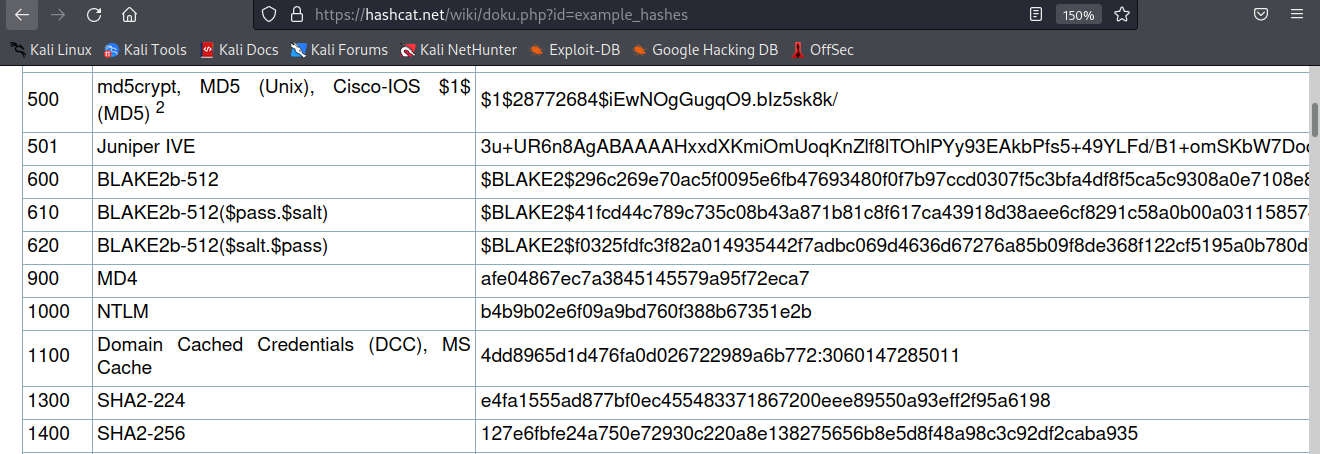 https://hashcat.net/wiki/doku.php?id=example_hashes 150%
Kali Linux Kali Tools Kali Docs Kali Forums Kali NetHunter Exploit-DB Google Hacking DB OffSec
500 md5crypt, MD5 (Unix), Cisco-IOS $1$ (MD5) 2 $1$28772684$iEwNOgGugqO9.bIz5sk8k/
501 Juniper IVE 3u+UR6n8AgABAAAAHxxdXKmiOmUoqKnZlf8lTOhlPYy93EAkbPfs5+49YLFd/B1+omSKbW7Doq
600 BLAKE2b-512 $BLAKE2$296c269e70ac5f0095e6fb47693480f0f7b97ccd0307f5c3bfa4df8f5ca5c9308a0e7108e8
610 BLAKE2b-512($pass.$salt) $BLAKE2$41fcd44c789c735c08b43a871b81c8f617ca43918d38aee6cf8291c58a0b00a03115857
620 BLAKE2b-512($salt.$pass) $BLAKE2$f0325fdfc3f82a014935442f7adbc069d4636d67276a85b09f8de368f122cf5195a0b780d
900 MD4 afe04867ec7a3845145579a95f72eca7
1000 NTLM b4b9b02e6f09a9bd760f388b67351e2b
1100 Domain Cached Credentials (DCC), MS Cache 4dd8965d1d476fa0d026722989a6b772:3060147285011
1300 SHA2-224 e4fa1555ad877bf0ec455483371867200eee89550a93eff2f95a6198
1400 SHA2-256 127e6fbfe24a750e72930c220a8e138275656b8e5d8f48a98c3c92df2caba935